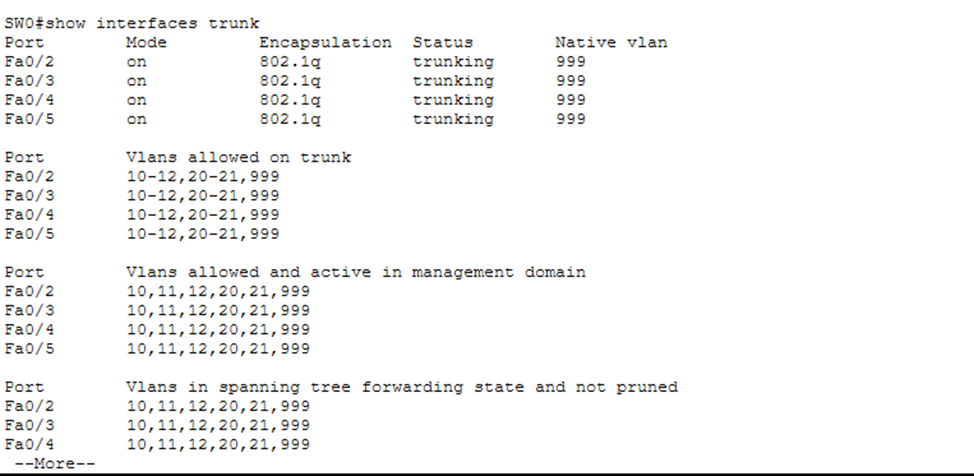 SW0#show interfaces trunk
Port        Mode         Encapsulation  Status        Native vlan
Fa0/2       on           802.1q         trunking      999
Fa0/3       on           802.1q         trunking      999
Fa0/4       on           802.1q         trunking      999
Fa0/5       on           802.1q         trunking      999
Port        Vlans allowed on trunk
Fa0/2       10-12,20-21,999
Fa0/3       10-12,20-21,999
Fa0/4       10-12,20-21,999
Fa0/5       10-12,20-21,999
Port        Vlans allowed and active in management domain
Fa0/2       10,11,12,20,21,999
Fa0/3       10,11,12,20,21,999
Fa0/4       10,11,12,20,21,999
Fa0/5       10,11,12,20,21,999
Port        Vlans in spanning tree forwarding state and not pruned
Fa0/2       10,11,12,20,21,999
Fa0/3       10,11,12,20,21,999
Fa0/4       10,11,12,20,21,999
--More--